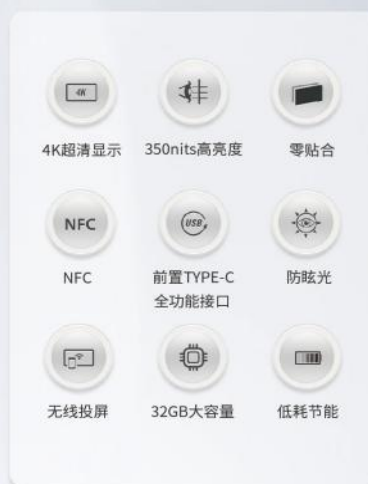 4K
4K超清显示
350nits高亮度
零贴合
NFC
USB
NFC
前置TYPE-C
全功能接口
防眩光
无线投屏
32GB大容量
低耗节能